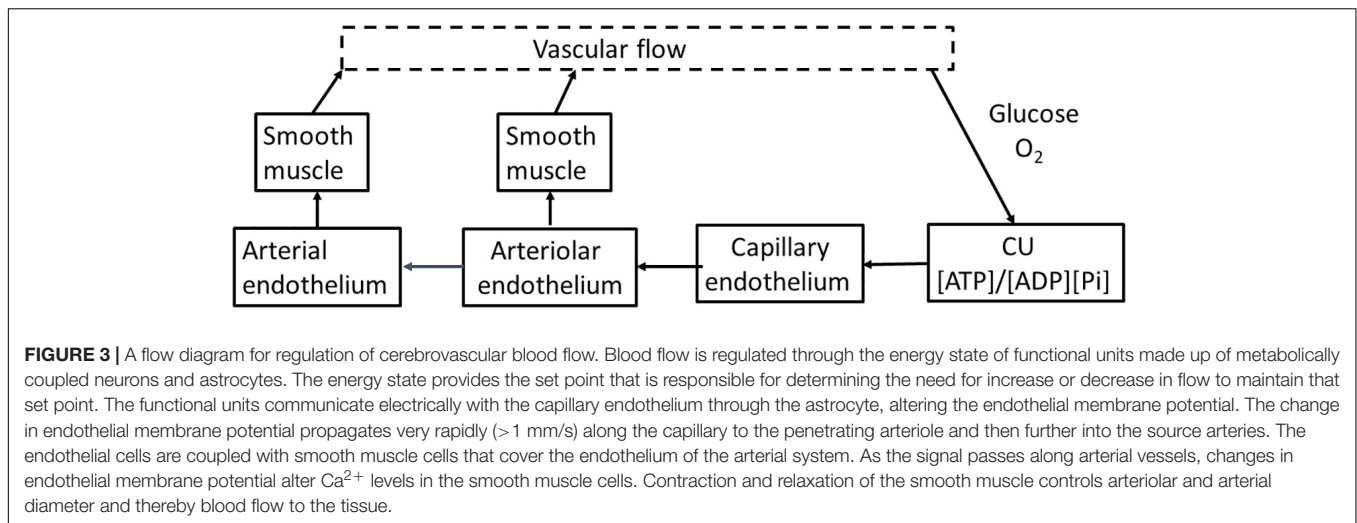 Vascular flow
Smooth
muscle
Smooth
muscle
Glucose
O₂
Arterial
endothelium
Arteriolar
endothelium
Capillary
endothelium
CU
[ATP]/[ADP][Pi]
FIGURE 3 | A flow diagram for regulation of cerebrovascular blood flow. Blood flow is regulated through the energy state of functional units made up of metabolically
coupled neurons and astrocytes. The energy state provides the set point that is responsible for determining the need for increase or decrease in flow to maintain that
set point. The functional units communicate electrically with the capillary endothelium through the astrocyte, altering the endothelial membrane potential. The change
in endothelial membrane potential propagates very rapidly (>1 mm/s) along the capillary to the penetrating arteriole and then further into the source arteries. The
endothelial cells are coupled with smooth muscle cells that cover the endothelium of the arterial system. As the signal passes along arterial vessels, changes in
endothelial membrane potential alter Ca²⁺ levels in the smooth muscle cells. Contraction and relaxation of the smooth muscle controls arteriolar and arterial
diameter and thereby blood flow to the tissue.